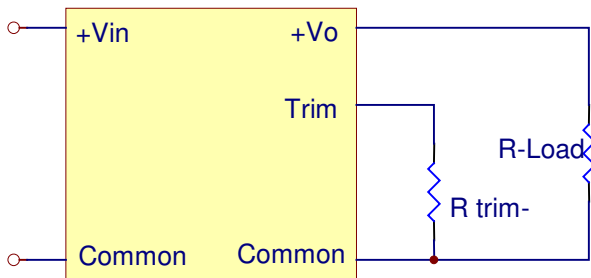 +Vin
+Vo
Trim
R-Load
R trim-
Common
Common